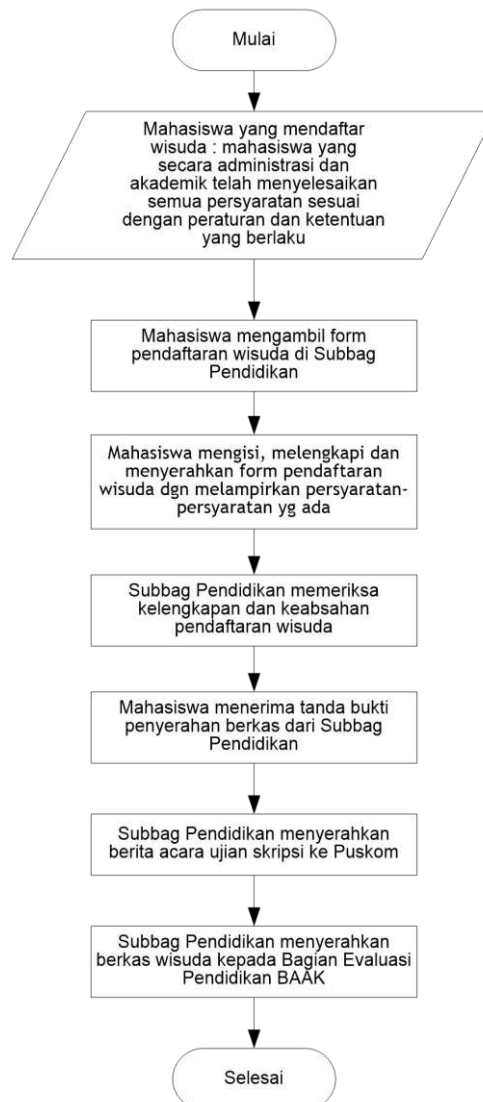 Mulai
Mahasiswa yang mendaftar
wisuda : mahasiswa yang
secara administrasi dan
akademik telah menyelesaikan
semua persyaratan sesuai
dengan peraturan dan ketentuan
yang berlaku
Mahasiswa mengambil form
pendaftaran wisuda di Subbag
Pendidikan
Mahasiswa mengisi, melengkapi dan
menyerahkan form pendaftaran
wisuda dgn melampirkan persyaratan-
persyaratan yg ada
Subbag Pendidikan memeriksa
kelengkapan dan keabsahan
pendaftaran wisuda
Mahasiswa menerima tanda bukti
penyerahan berkas dari Subbag
Pendidikan
Subbag Pendidikan menyerahkan
berita acara ujian skripsi ke Puskom
Subbag Pendidikan menyerahkan
berkas wisuda kepada Bagian Evaluasi
Pendidikan BAAK
Selesai